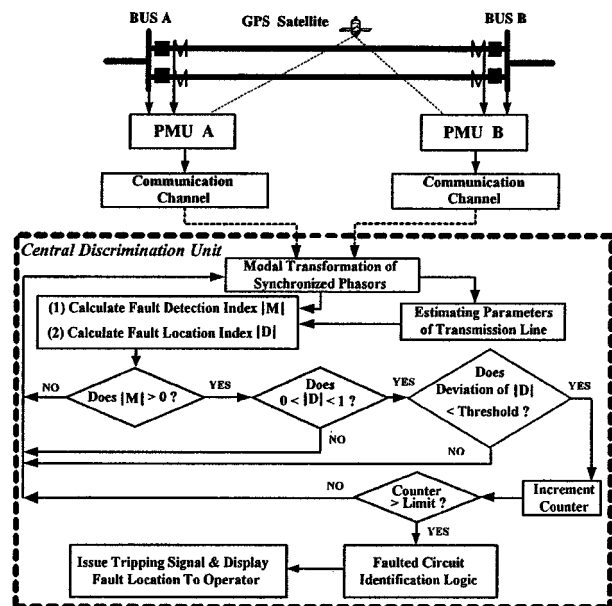 BUS A
GPS Satellite
BUS B
PMU A
PMU B
Communication
Channel
Communication
Channel
Central Discrimination Unit
Modal Transformation of
Synchronized Phasors
(1) Calculate Fault Detection Index |M|
(2) Calculate Fault Location Index |D|
Estimating Parameters
of Transmission Line
NO
Does |M| > 0 ?
YES
Does
0 < |D| < 1 ?
YES
Does
Deviation of |D|
< Threshold ?
YES
NO
NO
NO
Counter
> Limit ?
Increment
Counter
YES
Issue Tripping Signal & Display
Fault Location To Operator
Faulted Circuit
Identification Logic